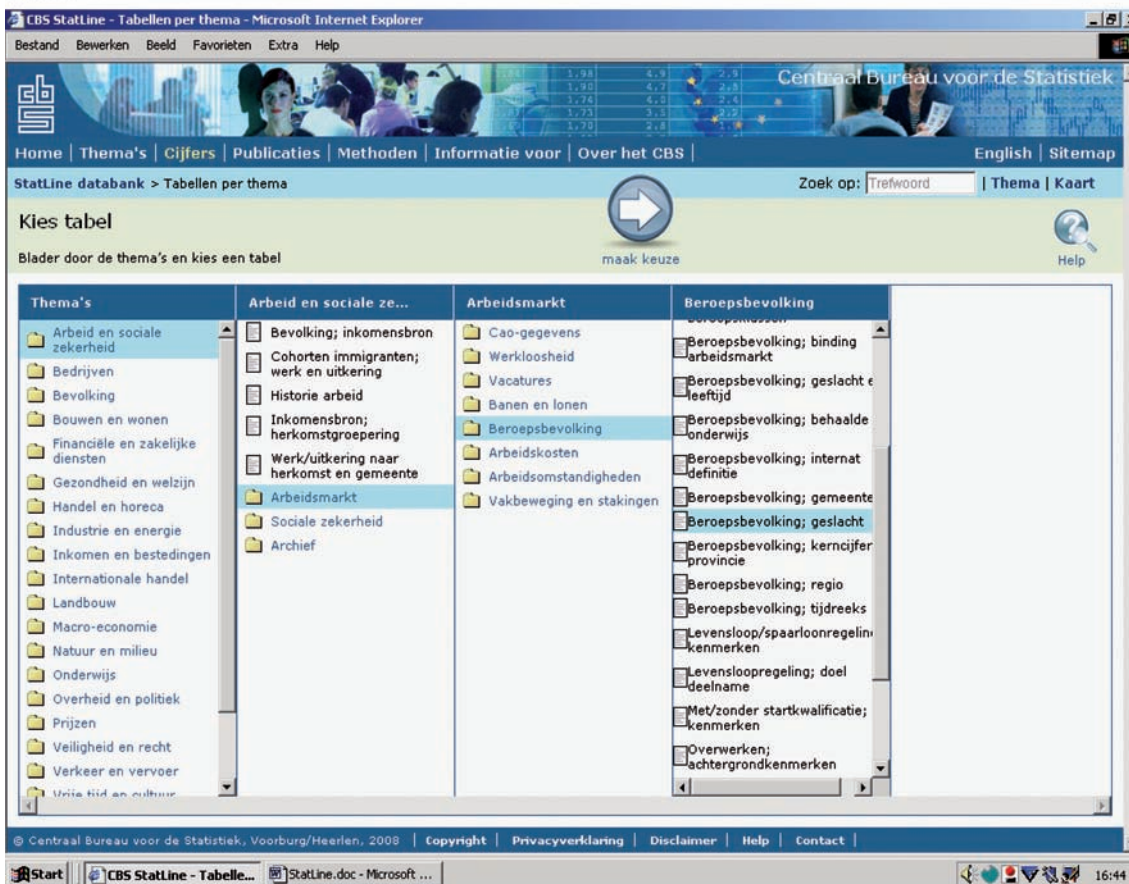 CBS StatLine - Tabellen per thema - Microsoft Internet Explorer
Bestand Bewerken Beeld Favorieten Extra Help
Centraal Bureau voor de Statistiek
Home | Thema's | Cijfers | Publicaties | Methoden | Informatie voor | Over het CBS |
English | Sitemap
StatLine databank > Tabellen per thema
Zoek op: Trefwoord | Thema | Kaart
Kies tabel
Blader door de thema's en kies een tabel
maak keuze
Help
Thema's
Arbeid en sociale
zekerheid
Bedrijven
Bevolking
Bouwen en wonen
Financiële en zakelijke
diensten
Gezondheid en welzijn
Handel en horeca
Industrie en energie
Inkomen en bestedingen
Internationale handel
Landbouw
Macro-economie
Natuur en milieu
Onderwijs
Overheid en politiek
Prijzen
Veiligheid en recht
Verkeer en vervoer
Vrije tijd en cultuur
Arbeid en sociale ze...
Bevolking; inkomensbron
Cohorten immigranten;
werk en uitkering
Historie arbeid
Inkomensbron;
herkomstgroepering
Werk/uitkering naar
herkomst en gemeente
Arbeidsmarkt
Sociale zekerheid
Archief
Arbeidsmarkt
Cao-gegevens
Werkloosheid
Vacatures
Banen en lonen
Beroepsbevolking
Arbeidskosten
Arbeidsomstandigheden
Vakbeweging en stakingen
Beroepsbevolking
Beroepsbevolking; binding
arbeidsmarkt
Beroepsbevolking; geslacht e
leeftijd
Beroepsbevolking; behaalde
onderwijs
Beroepsbevolking; internat
definitie
Beroepsbevolking; gemeente
Beroepsbevolking; geslacht
Beroepsbevolking; kerncijfer
provincie
Beroepsbevolking; regio
Beroepsbevolking; tijdreeks
Levensloop/spaarloonregelin
kenmerken
Levensloopregeling; doel
deelname
Met/zonder startkwalificatie;
kenmerken
Overwerken;
achtergrondkenmerken
© Centraal Bureau voor de Statistiek, Voorburg/Heerlen, 2008 | Copyright | Privacyverklaring | Disclaimer | Help | Contact |
Start CBS StatLine - Tabelle... StatLine.doc - Microsoft ... 16:44